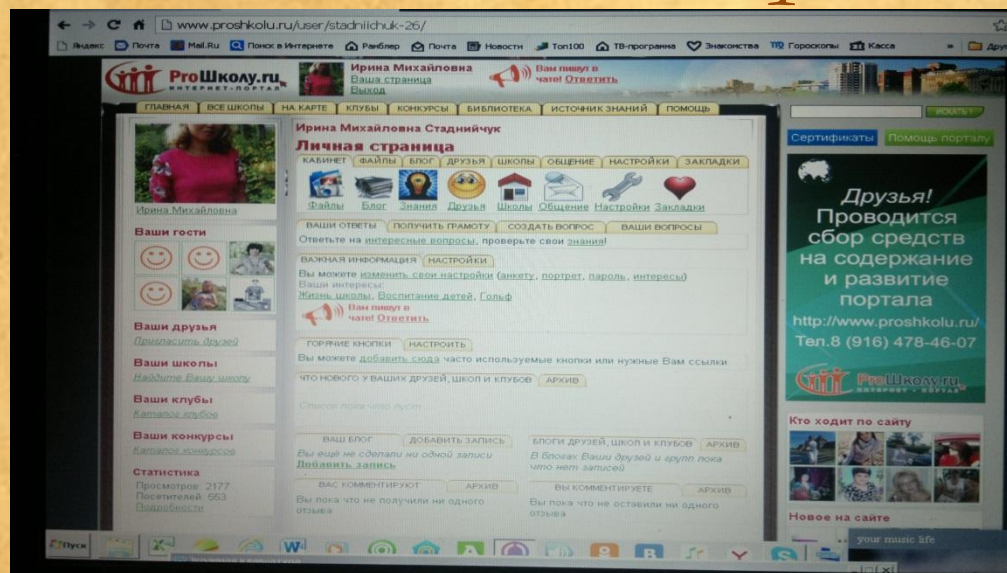 www.proshkolu.ru/user/stadniichuk-26/
Яндекс Почта Mail.Ru Поиск в Интернете Рамблер Почта Новости Топ100 ТВ-программа Знакомства Гороскопы Касса »
ProШколу.ru
ИНТЕРНЕТ-ПОРТАЛ
Ирина Михайловна
Ваша страница
Выход
Вам пишут в
чате! Ответить
ГЛАВНАЯ ВСЕ ШКОЛЫ НА КАРТЕ КЛУБЫ КОНКУРСЫ БИБЛИОТЕКА ИСТОЧНИК ЗНАНИЙ ПОМОЩЬ
Ирина Михайловна
Ваши гости
Ваши друзья
Пригласить друзей
Ваши школы
Найдите Вашу школу
Ваши клубы
Каталог клубов
Ваши конкурсы
Каталог конкурсов
Статистика
Просмотров: 2177
Посетителей: 553
Подробности
Ирина Михайловна Стаднийчук
Личная страница
КАБИНЕТ ФАЙЛЫ БЛОГ ДРУЗЬЯ ШКОЛЫ ОБЩЕНИЕ НАСТРОЙКИ ЗАКЛАДКИ
Файлы Блог Знания Друзья Школы Общение Настройки Закладки
ВАШИ ОТВЕТЫ ПОЛУЧИТЬ ГРАМОТУ СОЗДАТЬ ВОПРОС ВАШИ ВОПРОСЫ
Ответьте на интересные вопросы, проверьте свои знания!
ВАЖНАЯ ИНФОРМАЦИЯ НАСТРОЙКИ
Вы можете изменить свои настройки (анкету, портрет, пароль, интересы)
Ваши интересы:
Жизнь школы, Воспитание детей, Гольф
Вам пишут в
чате! Ответить
ГОРЯЧИЕ КНОПКИ НАСТРОИТЬ
Вы можете добавить сюда часто используемые кнопки или нужные Вам ссылки
ЧТО НОВОГО У ВАШИХ ДРУЗЕЙ, ШКОЛ И КЛУБОВ АРХИВ
Список пока что пуст...
ВАШ БЛОГ ДОБАВИТЬ ЗАПИСЬ
Вы ещё не сделали ни одной записи
Добавить запись
БЛОГИ ДРУЗЕЙ, ШКОЛ И КЛУБОВ АРХИВ
В блогах Ваших друзей и групп пока
что нет записей
ВАС КОММЕНТИРУЮТ АРХИВ
Вы пока что не получили ни одного
отзыва
ВЫ КОММЕНТИРУЕТЕ АРХИВ
Вы пока что не оставили ни одного
отзыва
ИСКАТЬ!
Сертификаты Помощь порталу
Друзья!
Проводится
сбор средств
на содержание
и развитие
портала
http://www.proshkolu.ru/
Тел.8 (916) 478-46-07
ProШколу.ru
ИНТЕРНЕТ-ПОРТАЛ
Кто ходит по сайту
Новое на сайте
your music life
Пуск